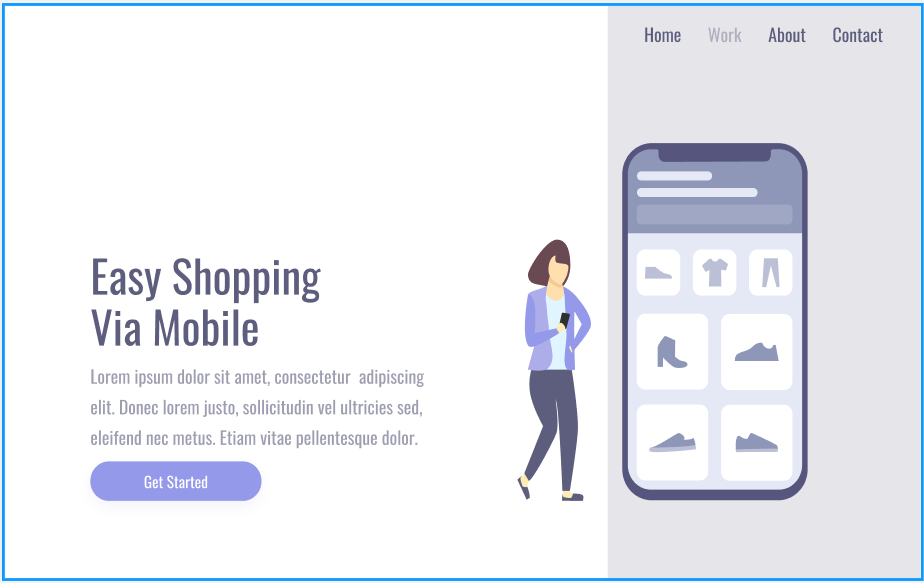 Home Work About Contact
Easy Shopping
Via Mobile
Lorem ipsum dolor sit amet, consectetur adipiscing
elit. Donec lorem justo, sollicitudin vel ultricies sed,
eleifend nec metus. Etiam vitae pellentesque dolor.
Get Started